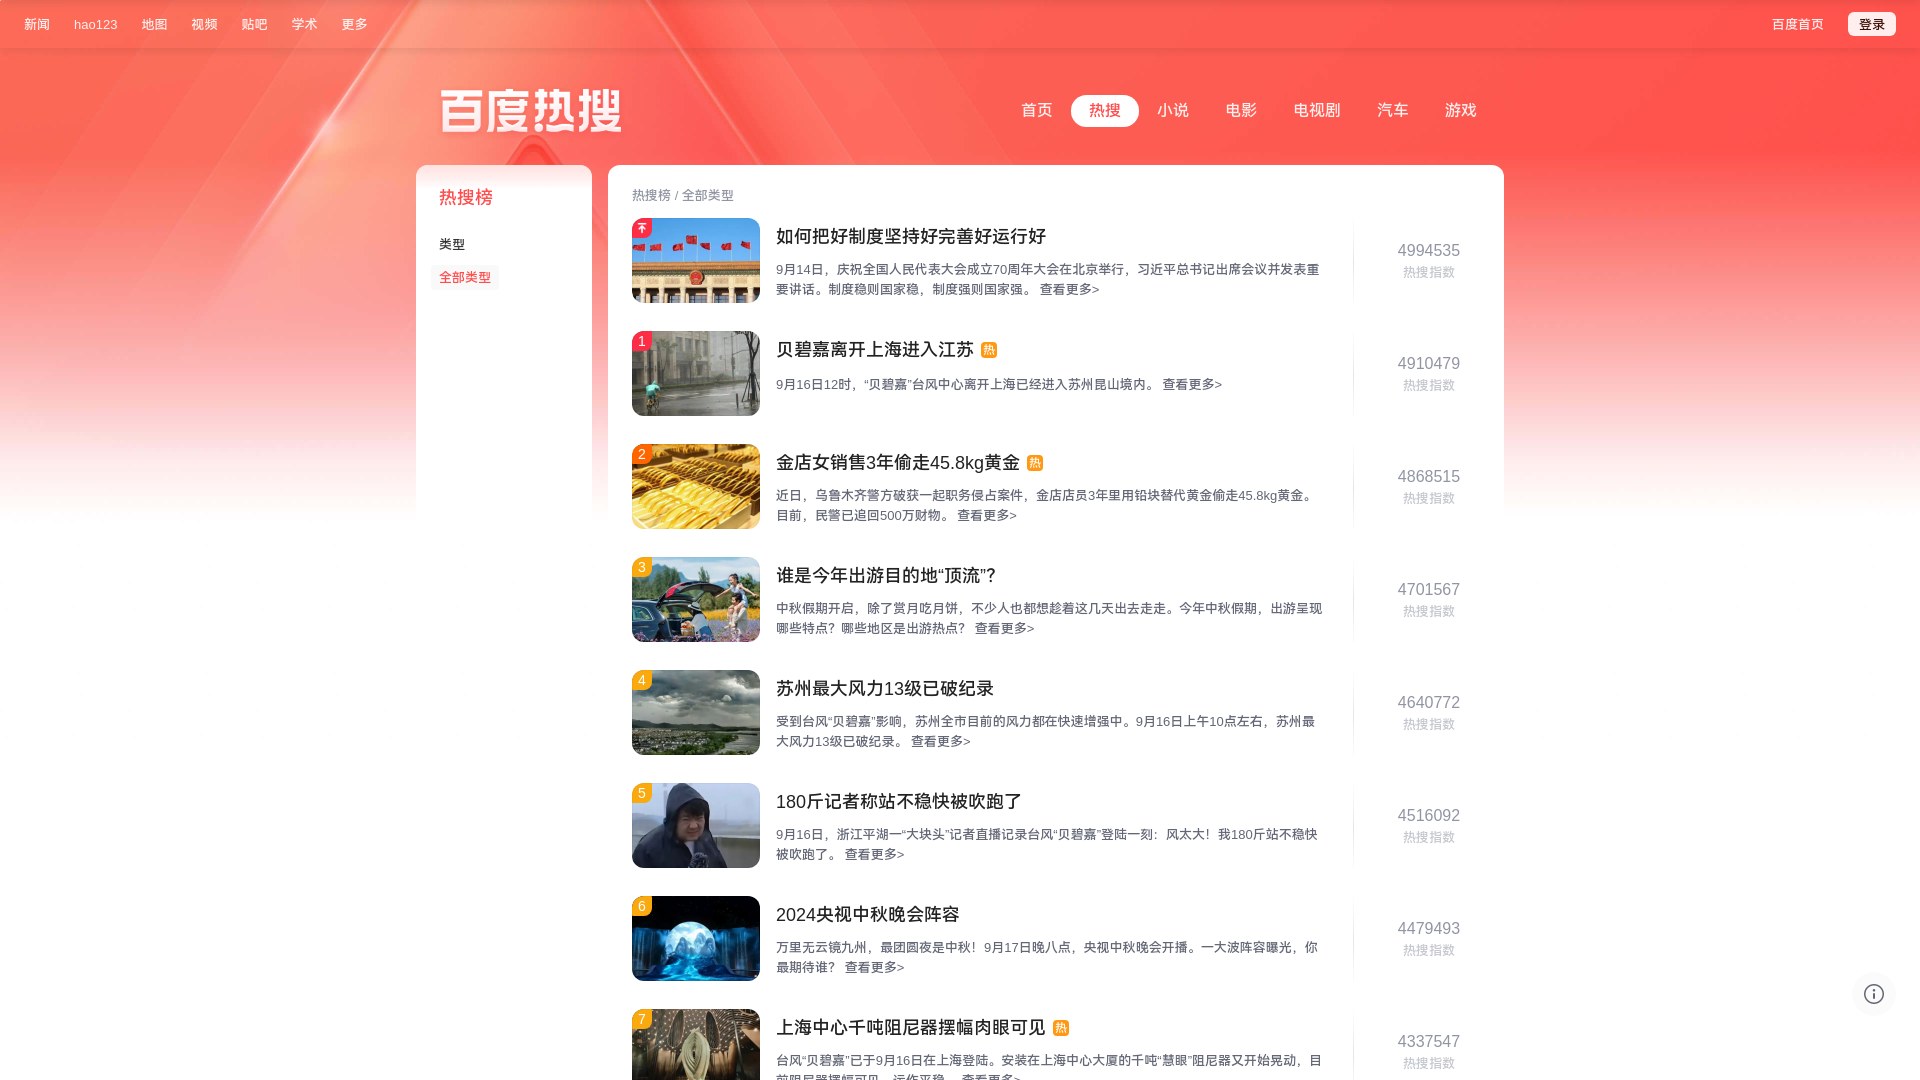 新闻 hao123 地图 视频 贴吧 学术 更多 百度首页 登录
百度热搜
首页 热搜 小说 电影 电视剧 汽车 游戏
热搜榜
类型
全部类型
热搜榜 / 全部类型
如何把好制度坚持好完善好运行好
9月14日，庆祝全国人民代表大会成立70周年大会在北京举行，习近平总书记出席会议并发表重
要讲话。制度稳则国家稳，制度强则国家强。 查看更多>
4994535
热搜指数
1
贝碧嘉离开上海进入江苏 热
9月16日12时，“贝碧嘉”台风中心离开上海已经进入苏州昆山境内。 查看更多>
4910479
热搜指数
2
金店女销售3年偷走45.8kg黄金 热
近日，乌鲁木齐警方破获一起职务侵占案件，金店店员3年里用铅块替代黄金偷走45.8kg黄金。
目前，民警已追回500万财物。 查看更多>
4868515
热搜指数
3
谁是今年出游目的地“顶流”？
中秋假期开启，除了赏月吃月饼，不少人也都想趁着这几天出去走走。今年中秋假期，出游呈现
哪些特点？哪些地区是出游热点？ 查看更多>
4701567
热搜指数
4
苏州最大风力13级已破纪录
受到台风“贝碧嘉”影响，苏州全市目前的风力都在快速增强中。9月16日上午10点左右，苏州最
大风力13级已破纪录。 查看更多>
4640772
热搜指数
5
180斤记者称站不稳快被吹跑了
9月16日，浙江平湖一“大块头”记者直播记录台风“贝碧嘉”登陆一刻：风太大！我180斤站不稳快
被吹跑了。 查看更多>
4516092
热搜指数
6
2024央视中秋晚会阵容
万里无云镜九州，最团圆夜是中秋！9月17日晚八点，央视中秋晚会开播。一大波阵容曝光，你
最期待谁？ 查看更多>
4479493
热搜指数
7
上海中心千吨阻尼器摆幅肉眼可见 热
台风“贝碧嘉”已于9月16日在上海登陆。安装在上海中心大厦的千吨“慧眼”阻尼器又开始晃动，目
前阻尼器摆幅可见，运作平稳。 查看更多>
4337547
热搜指数